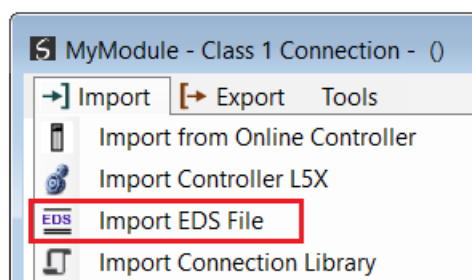 MyModule - Class 1 Connection - ()
Import Export Tools
Import from Online Controller
Import Controller L5X
EDS Import EDS File
Import Connection Library